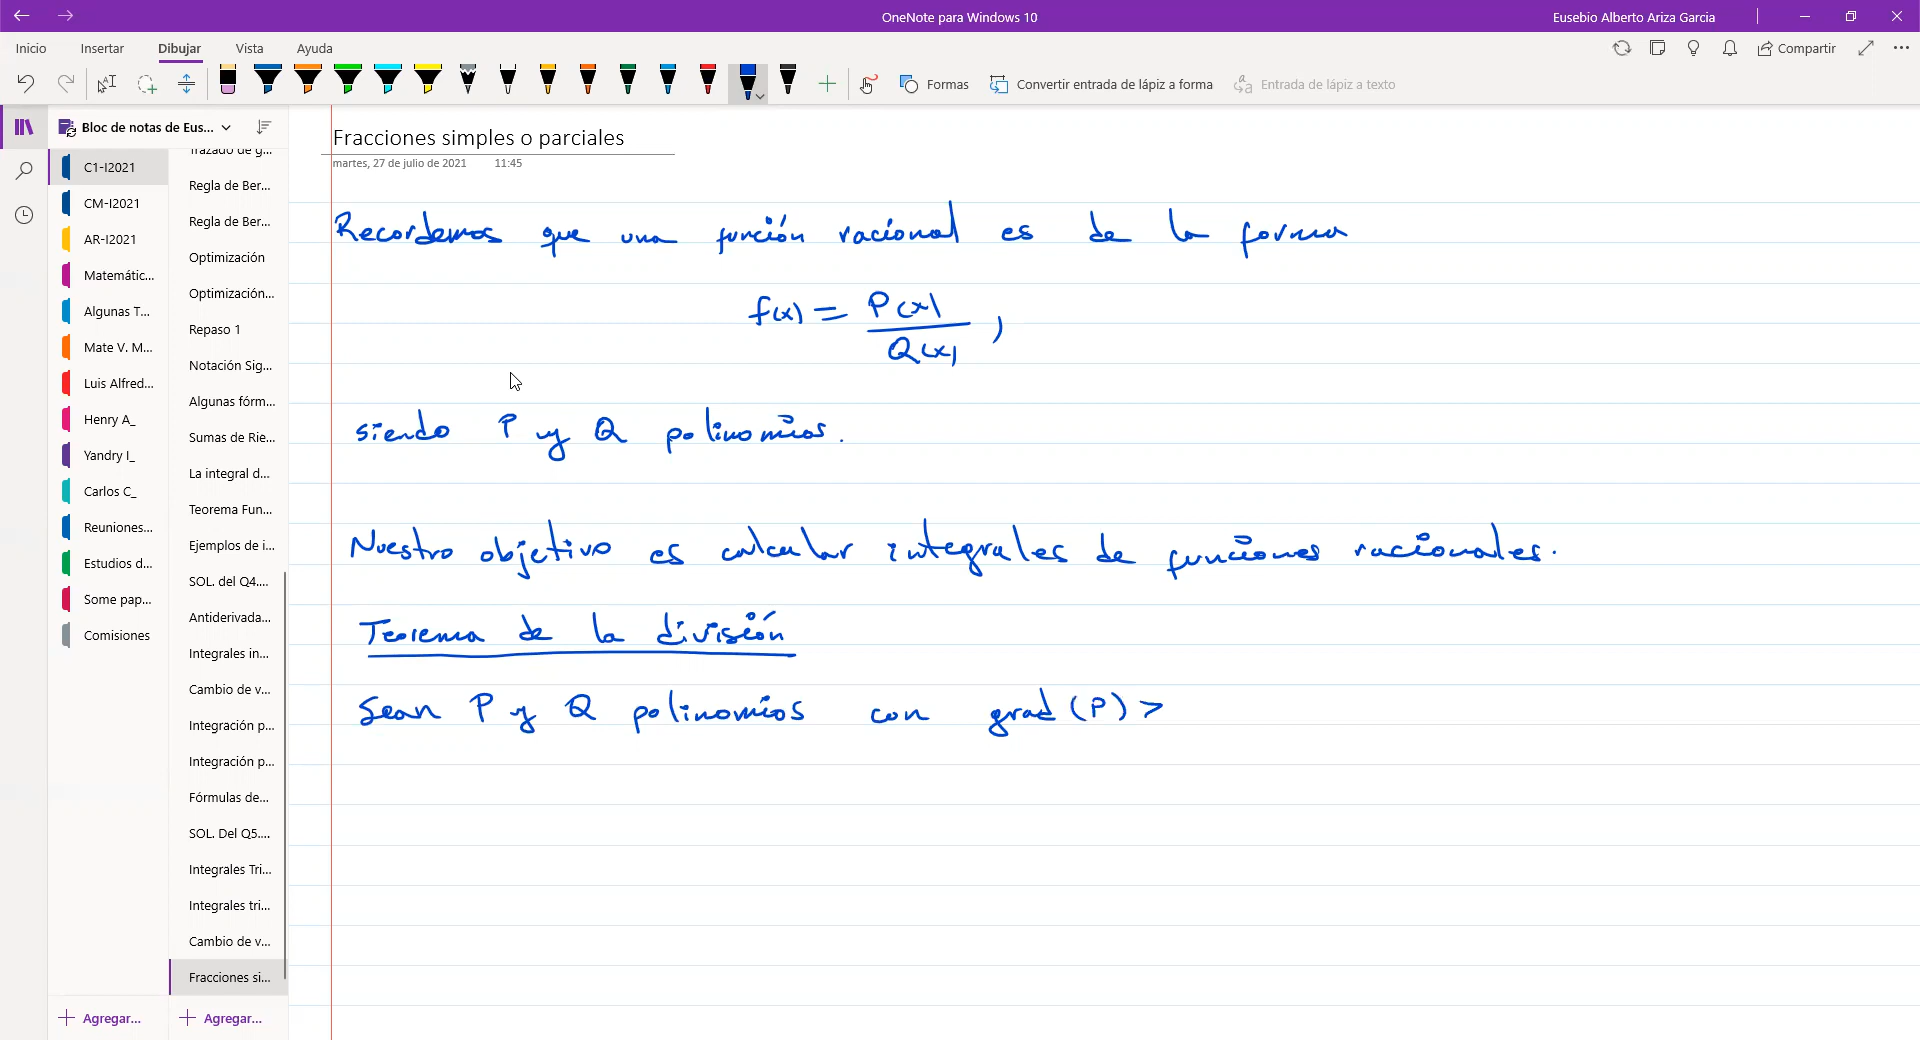 OneNote para Windows 10
Eusebio Alberto Ariza Garcia
Inicio Insertar Dibujar Vista Ayuda
Compartir
Formas
Convertir entrada de lápiz a forma
Entrada de lápiz a texto
Bloc de notas de Eus...
C1-I2021
CM-I2021
AR-I2021
Matemátic...
Algunas T...
Mate V. M...
Luis Alfred...
Henry A_
Yandry I_
Carlos C_
Reuniones...
Estudios d...
Some pap...
Comisiones
Agregar...
Trazado de g...
Regla de Ber...
Regla de Ber...
Optimización
Optimización...
Repaso 1
Notación Sig...
Algunas fórm...
Sumas de Rie...
La integral d...
Teorema Fun...
Ejemplos de i...
SOL. del Q4....
Antiderivada...
Integrales in...
Cambio de v...
Integración p...
Integración p...
Fórmulas de...
SOL. Del Q5....
Integrales Tri...
Integrales tri...
Cambio de v...
Fracciones si...
Agregar...
Fracciones simples o parciales
martes, 27 de julio de 2021 11:45
Recordemos que una función racional es de la forma
f(x) = P(x) / Q(x) ,
siendo P y Q polinomios.
Nuestro objetivo es calcular integrales de funciones racionales.
Teorema de la división
Sean P y Q polinomios con grad(P) >